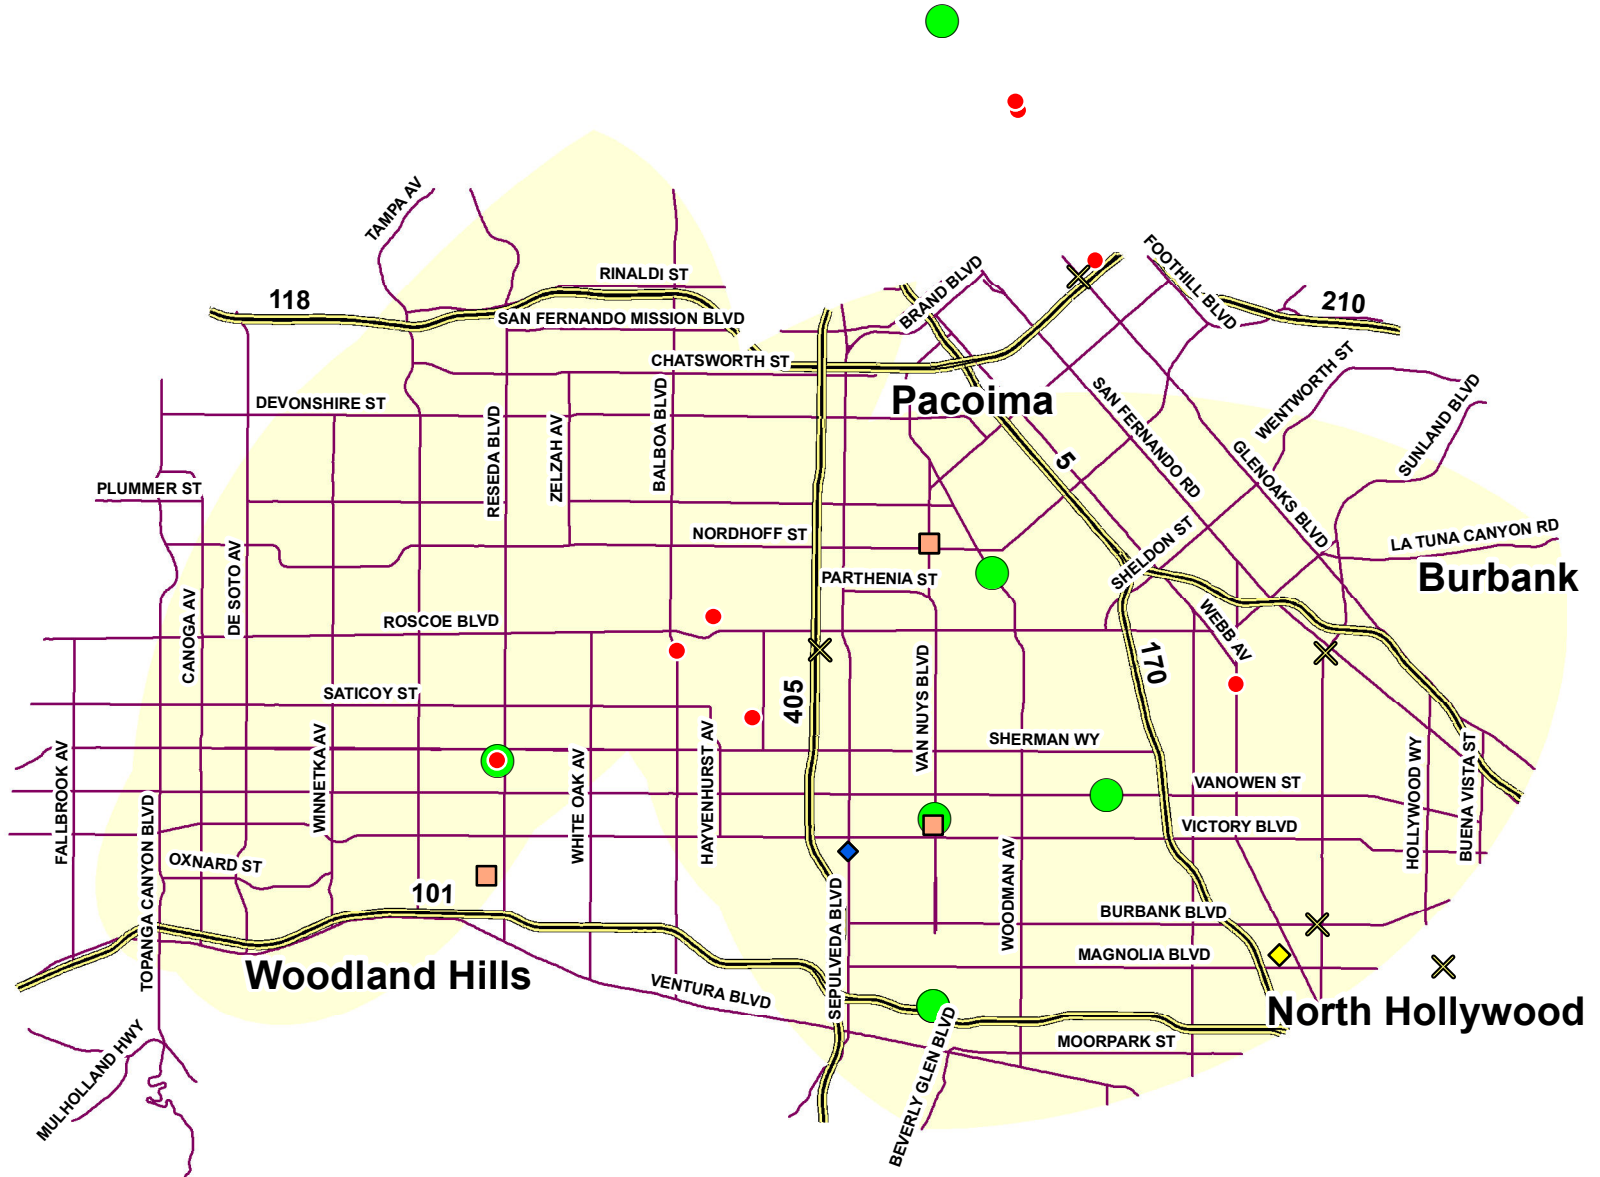 TAMPA AV
RINALDI ST
118
SAN FERNANDO MISSION BLVD
BRAND BLVD
FOOTHILL BLVD
210
CHATSWORTH ST
Pacoima
DEVONSHIRE ST
RESEDA BLVD
ZELZAH AV
BALBOA BLVD
SAN FERNANDO RD
WENTWORTH ST
SUNLAND BLVD
GLENOAKS BLVD
5
PLUMMER ST
NORDHOFF ST
LA TUNA CANYON RD
SHELDON ST
PARTHENIA ST
Burbank
DE SOTO AV
CANOGA AV
ROSCOE BLVD
WEBB AV
170
SATICOY ST
405
VAN NUYS BLVD
SHERMAN WY
FALLBROOK AV
TOPANGA CANYON BLVD
WINNETKA AV
WHITE OAK AV
HAYVENHURST AV
VANOWEN ST
HOLLYWOOD WY
BUENA VISTA ST
VICTORY BLVD
OXNARD ST
101
SEPULVEDA BLVD
WOODMAN AV
BURBANK BLVD
MAGNOLIA BLVD
Woodland Hills
VENTURA BLVD
North Hollywood
MOORPARK ST
BEVERLY GLEN BLVD
MULHOLLAND HWY